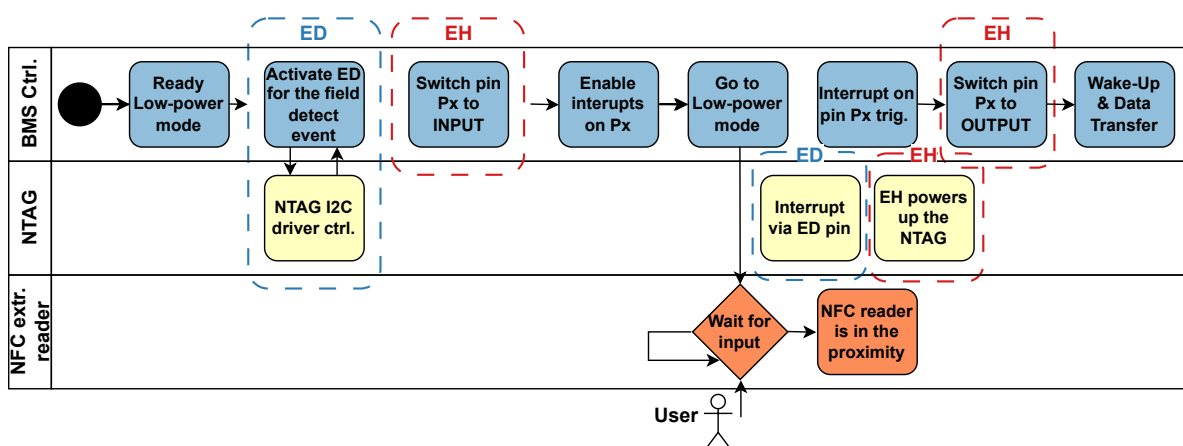 ED
EH
EH
BMS Ctrl.
Ready
Low-power
mode
Activate ED
for the field
detect
event
Switch pin
Px to
INPUT
Enable
interupts
on Px
Go to
Low-power
mode
Interrupt on
pin Px trig.
Switch pin
Px to
OUTPUT
Wake-Up
& Data
Transfer
NTAG
NTAG I2C
driver ctrl.
ED
Interrupt
via ED pin
EH
EH powers
up the
NTAG
NFC extr.
reader
Wait for
input
NFC reader
is in the
proximity
User